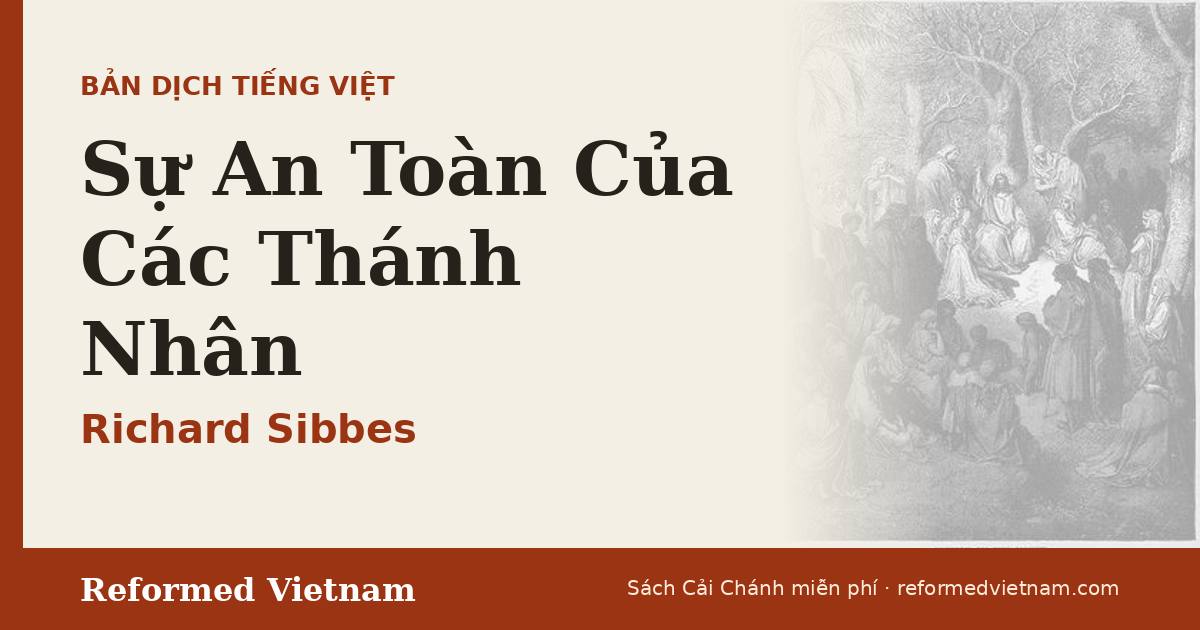 BẢN DỊCH TIẾNG VIỆT
Sự An Toàn Của
Các Thánh
Nhân
Richard Sibbes
Reformed Vietnam
Sách Cải Chánh miễn phí · reformedvietnam.com